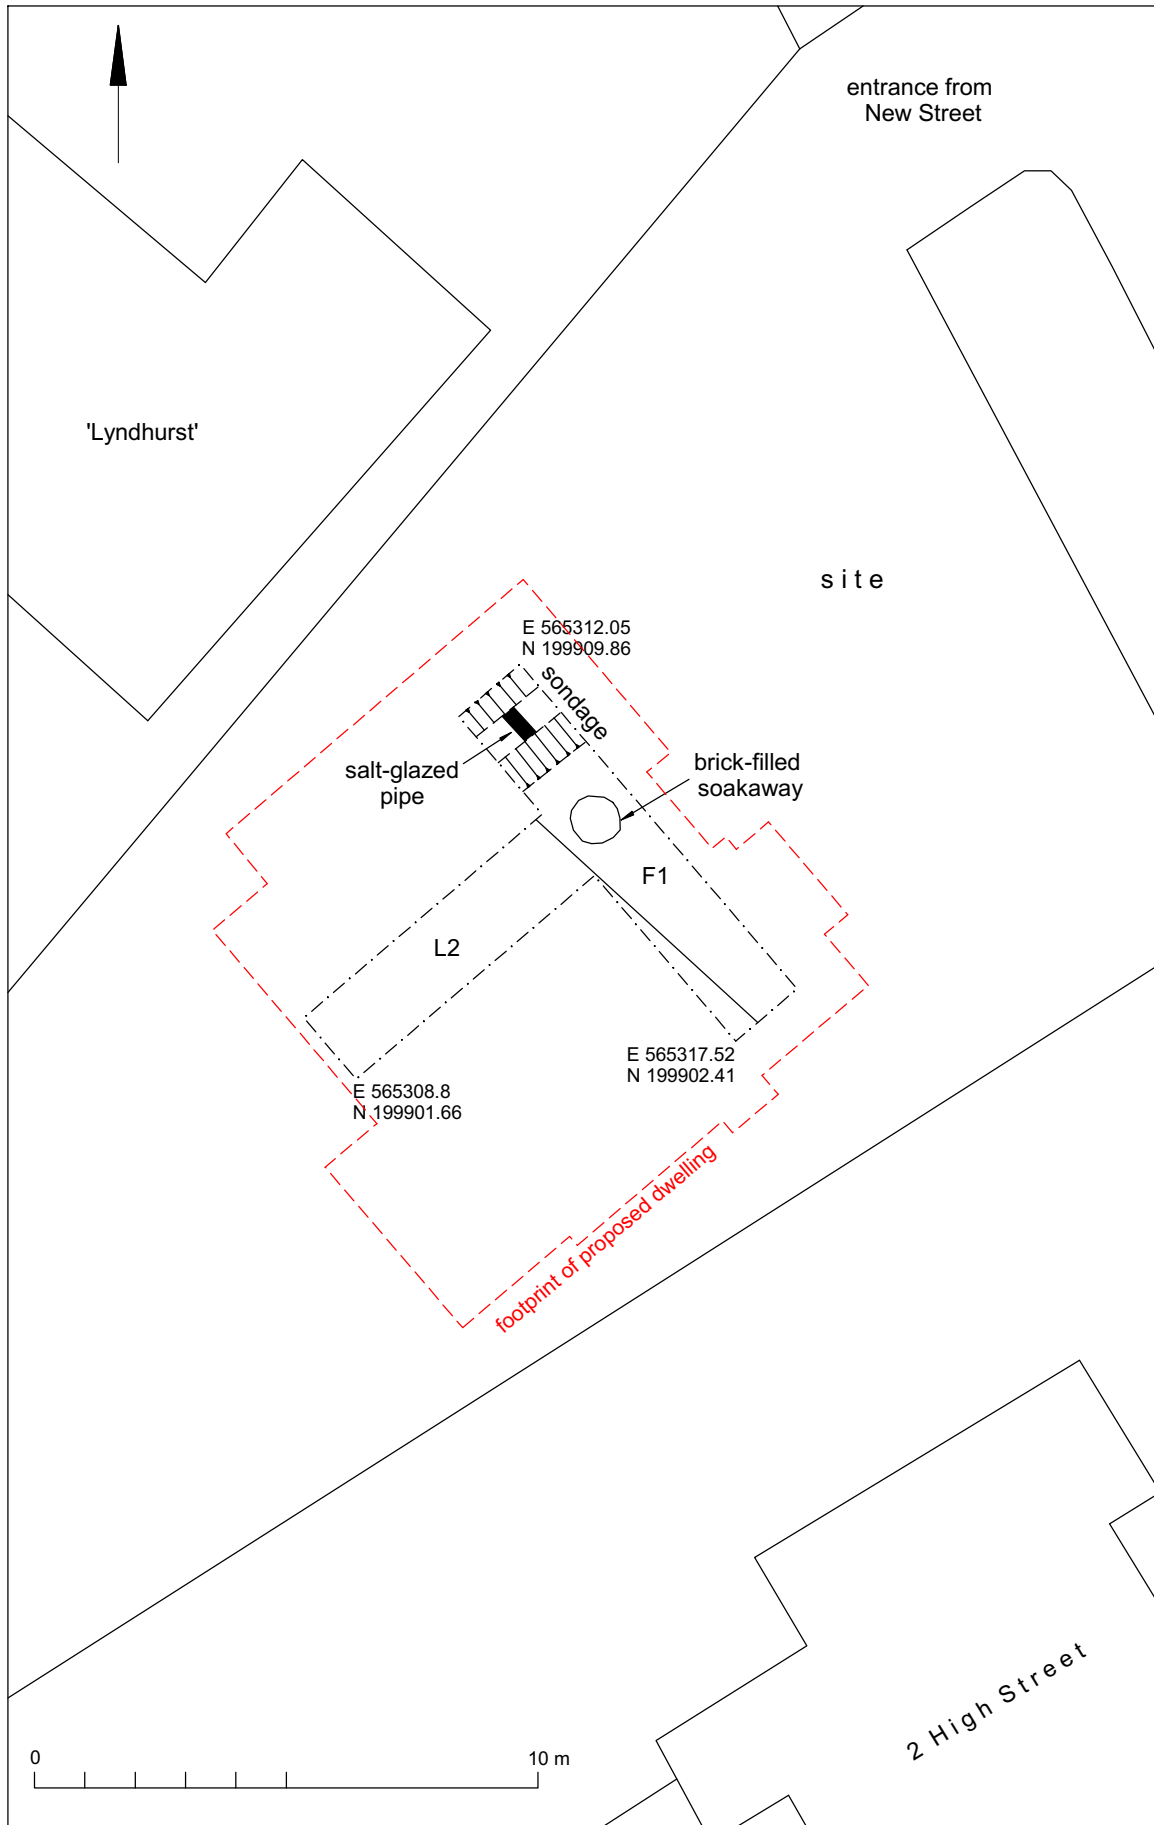 entrance from
New Street
'Lyndhurst'
site
E 565312.05
N 199909.86
sondage
salt-glazed
pipe
brick-filled
soakaway
F1
L2
E 565317.52
N 199902.41
E 565308.8
N 199901.66
footprint of proposed dwelling
2 High Street
0 10 m